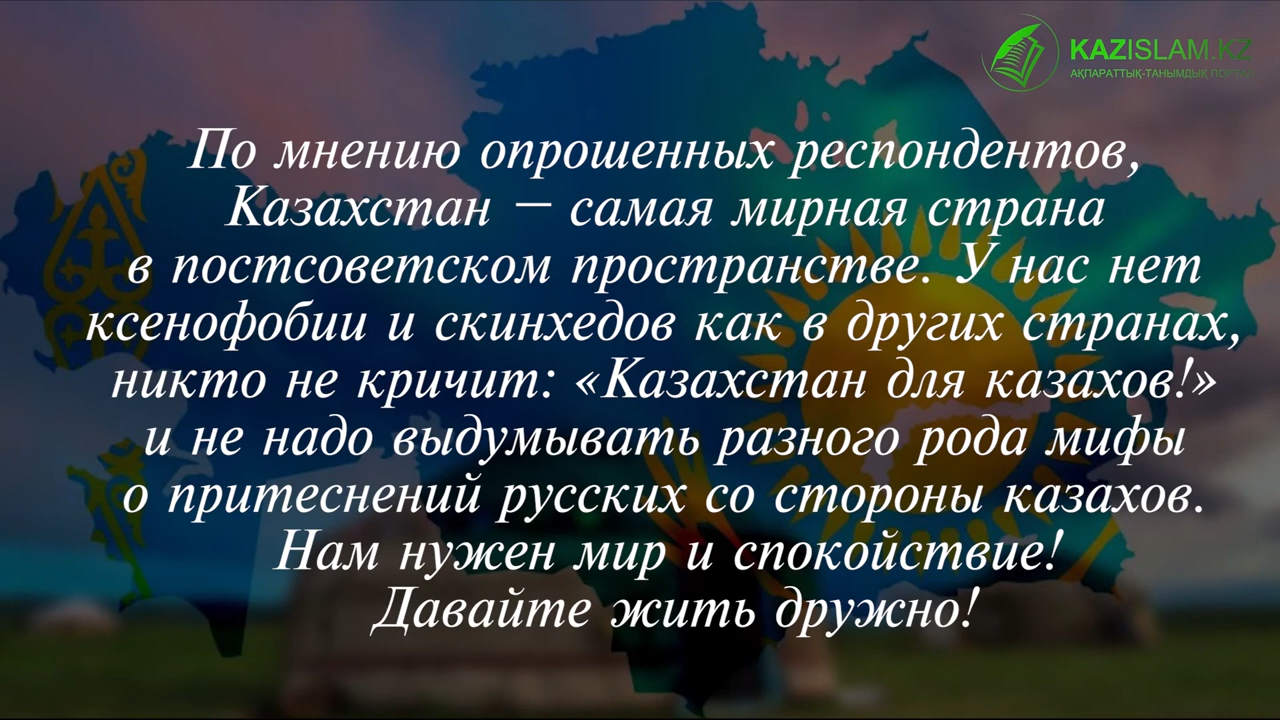 KAZISLAM.KZ
АҚПАРАТТЫҚ-ТАНЫМДЫҚ ПОРТАЛ
По мнению опрошенных респондентов,
Казахстан – самая мирная страна
в постсоветском пространстве. У нас нет
ксенофобии и скинхедов как в других странах,
никто не кричит: «Казахстан для казахов!»
и не надо выдумывать разного рода мифы
о притеснений русских со стороны казахов.
Нам нужен мир и спокойствие!
Давайте жить дружно!